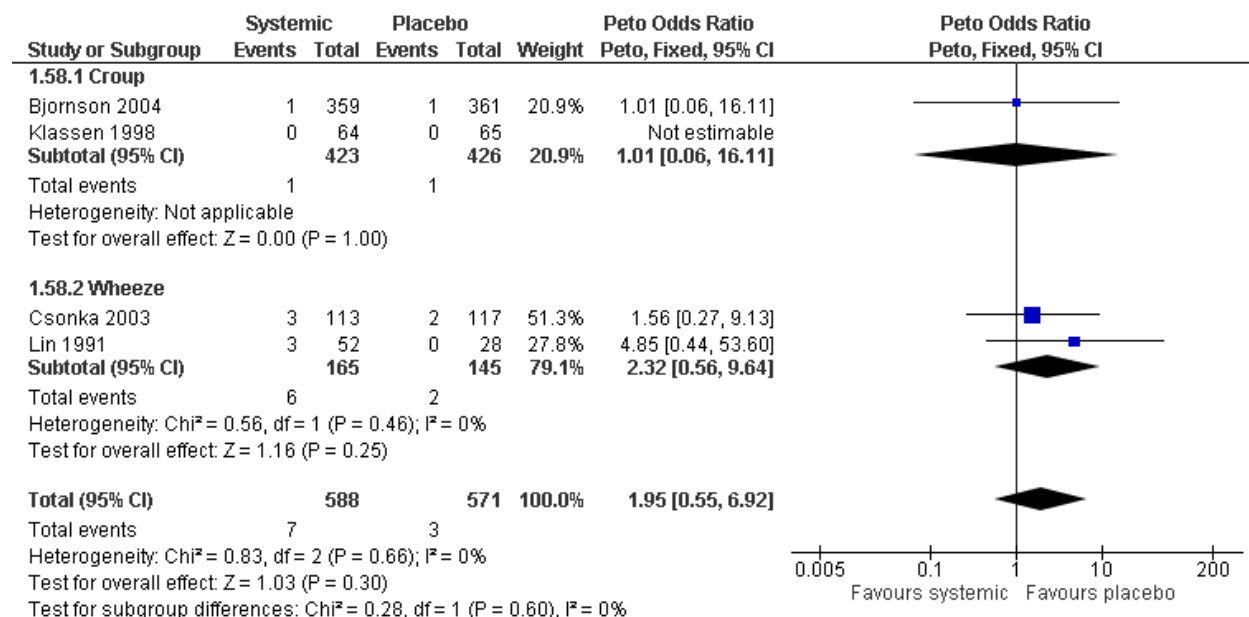 Systemic Placebo Peto Odds Ratio Peto Odds Ratio
Study or Subgroup Events Total Events Total Weight Peto, Fixed, 95% CI Peto, Fixed, 95% CI
1.58.1 Croup
Bjornson 2004 1 359 1 361 20.9% 1.01 [0.06, 16.11]
Klassen 1998 0 64 0 65 Not estimable
Subtotal (95% CI) 423 426 20.9% 1.01 [0.06, 16.11]
Total events 1 1
Heterogeneity: Not applicable
Test for overall effect: Z = 0.00 (P = 1.00)
1.58.2 Wheeze
Csonka 2003 3 113 2 117 51.3% 1.56 [0.27, 9.13]
Lin 1991 3 52 0 28 27.8% 4.85 [0.44, 53.60]
Subtotal (95% CI) 165 145 79.1% 2.32 [0.56, 9.64]
Total events 6 2
Heterogeneity: Chi² = 0.56, df = 1 (P = 0.46); I² = 0%
Test for overall effect: Z = 1.16 (P = 0.25)
Total (95% CI) 588 571 100.0% 1.95 [0.55, 6.92]
Total events 7 3
Heterogeneity: Chi² = 0.83, df = 2 (P = 0.66); I² = 0%
Test for overall effect: Z = 1.03 (P = 0.30)
Test for subgroup differences: Chi² = 0.28, df = 1 (P = 0.60), I² = 0%
0.005 0.1 1 10 200
Favours systemic Favours placebo